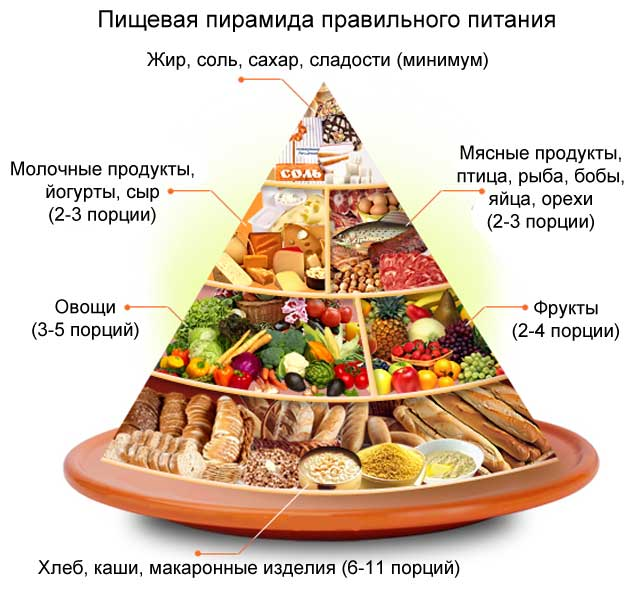 Пищевая пирамида правильного питания
Жир, соль, сахар, сладости (минимум)
Молочные продукты,
йогурты, сыр
(2-3 порции)
Мясные продукты,
птица, рыба, бобы,
яйца, орехи
(2-3 порции)
СОЛЬ
Овощи
(3-5 порций)
Фрукты
(2-4 порции)
Хлеб, каши, макаронные изделия (6-11 порций)